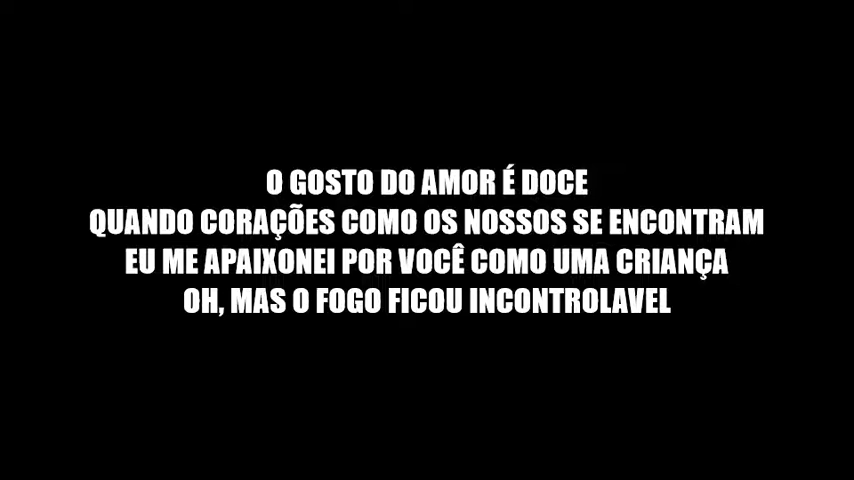 O GOSTO DO AMOR É DOCE
QUANDO CORAÇÕES COMO OS NOSSOS SE ENCONTRAM
EU ME APAIXONEI POR VOCÊ COMO UMA CRIANÇA
OH, MAS O FOGO FICOU INCONTROLAVEL